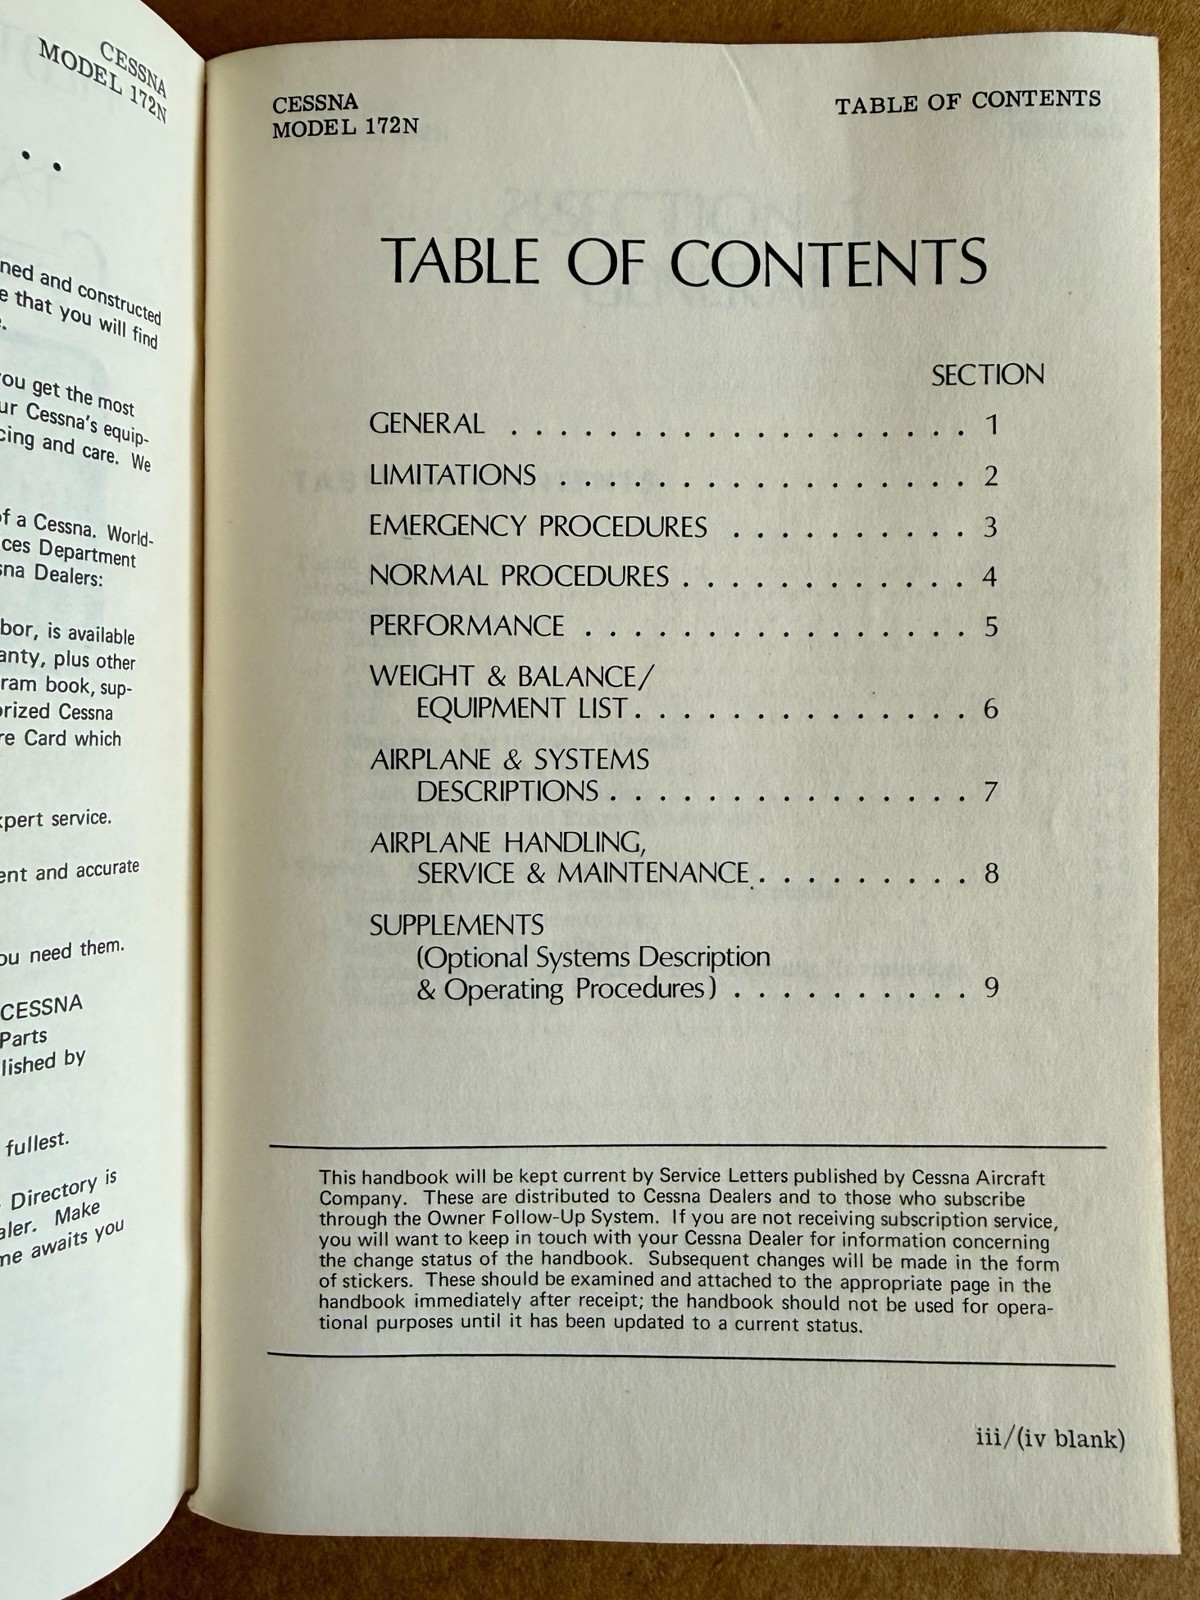 CESSNA
MODEL 172N
ned and constructed
e that you will find
you get the most
ur Cessna's equip-
cing and care. We
of a Cessna. World-
ces Department
sna Dealers:
bor, is available
anty, plus other
ram book, sup-
orized Cessna
re Card which
xpert service.
ent and accurate
ou need them.
CESSNA
Parts
lished by
fullest.
Directory is
aler. Make
me awaits you
CESSNA
MODEL 172N
TABLE OF CONTENTS
TABLE OF CONTENTS
SECTION
GENERAL . . . . . . . . . . . . . . . . . . . 1
LIMITATIONS . . . . . . . . . . . . . . . . . 2
EMERGENCY PROCEDURES . . . . . . . . . . 3
NORMAL PROCEDURES . . . . . . . . . . . . 4
PERFORMANCE . . . . . . . . . . . . . . . . 5
WEIGHT & BALANCE/
EQUIPMENT LIST . . . . . . . . . . . . . . 6
AIRPLANE & SYSTEMS
DESCRIPTIONS . . . . . . . . . . . . . . . 7
AIRPLANE HANDLING,
SERVICE & MAINTENANCE . . . . . . . . . 8
SUPPLEMENTS
(Optional Systems Description
& Operating Procedures) . . . . . . . . . . 9
This handbook will be kept current by Service Letters published by Cessna Aircraft
Company. These are distributed to Cessna Dealers and to those who subscribe
through the Owner Follow-Up System. If you are not receiving subscription service,
you will want to keep in touch with your Cessna Dealer for information concerning
the change status of the handbook. Subsequent changes will be made in the form
of stickers. These should be examined and attached to the appropriate page in the
handbook immediately after receipt; the handbook should not be used for opera-
tional purposes until it has been updated to a current status.
iii/(iv blank)